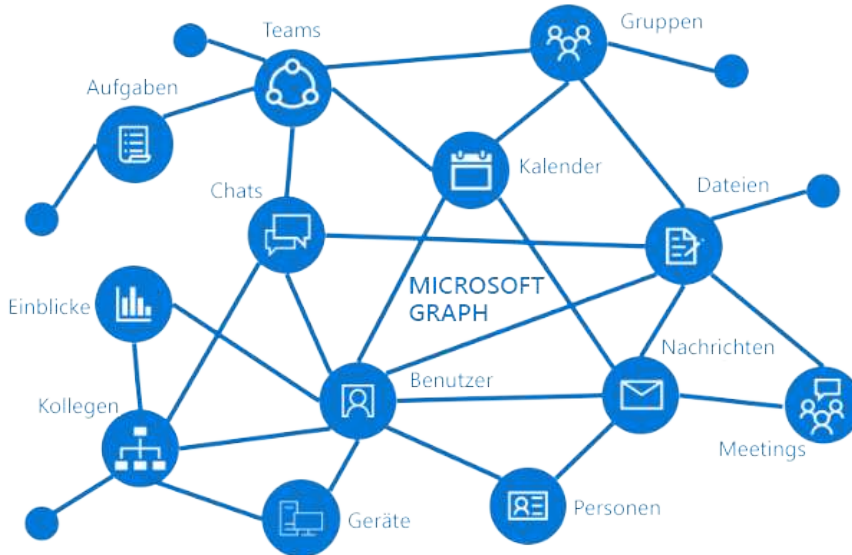 Teams
Gruppen
Aufgaben
Kalender
Dateien
Chats
MICROSOFT
GRAPH
Einblicke
Nachrichten
Benutzer
Kollegen
Meetings
Personen
Geräte